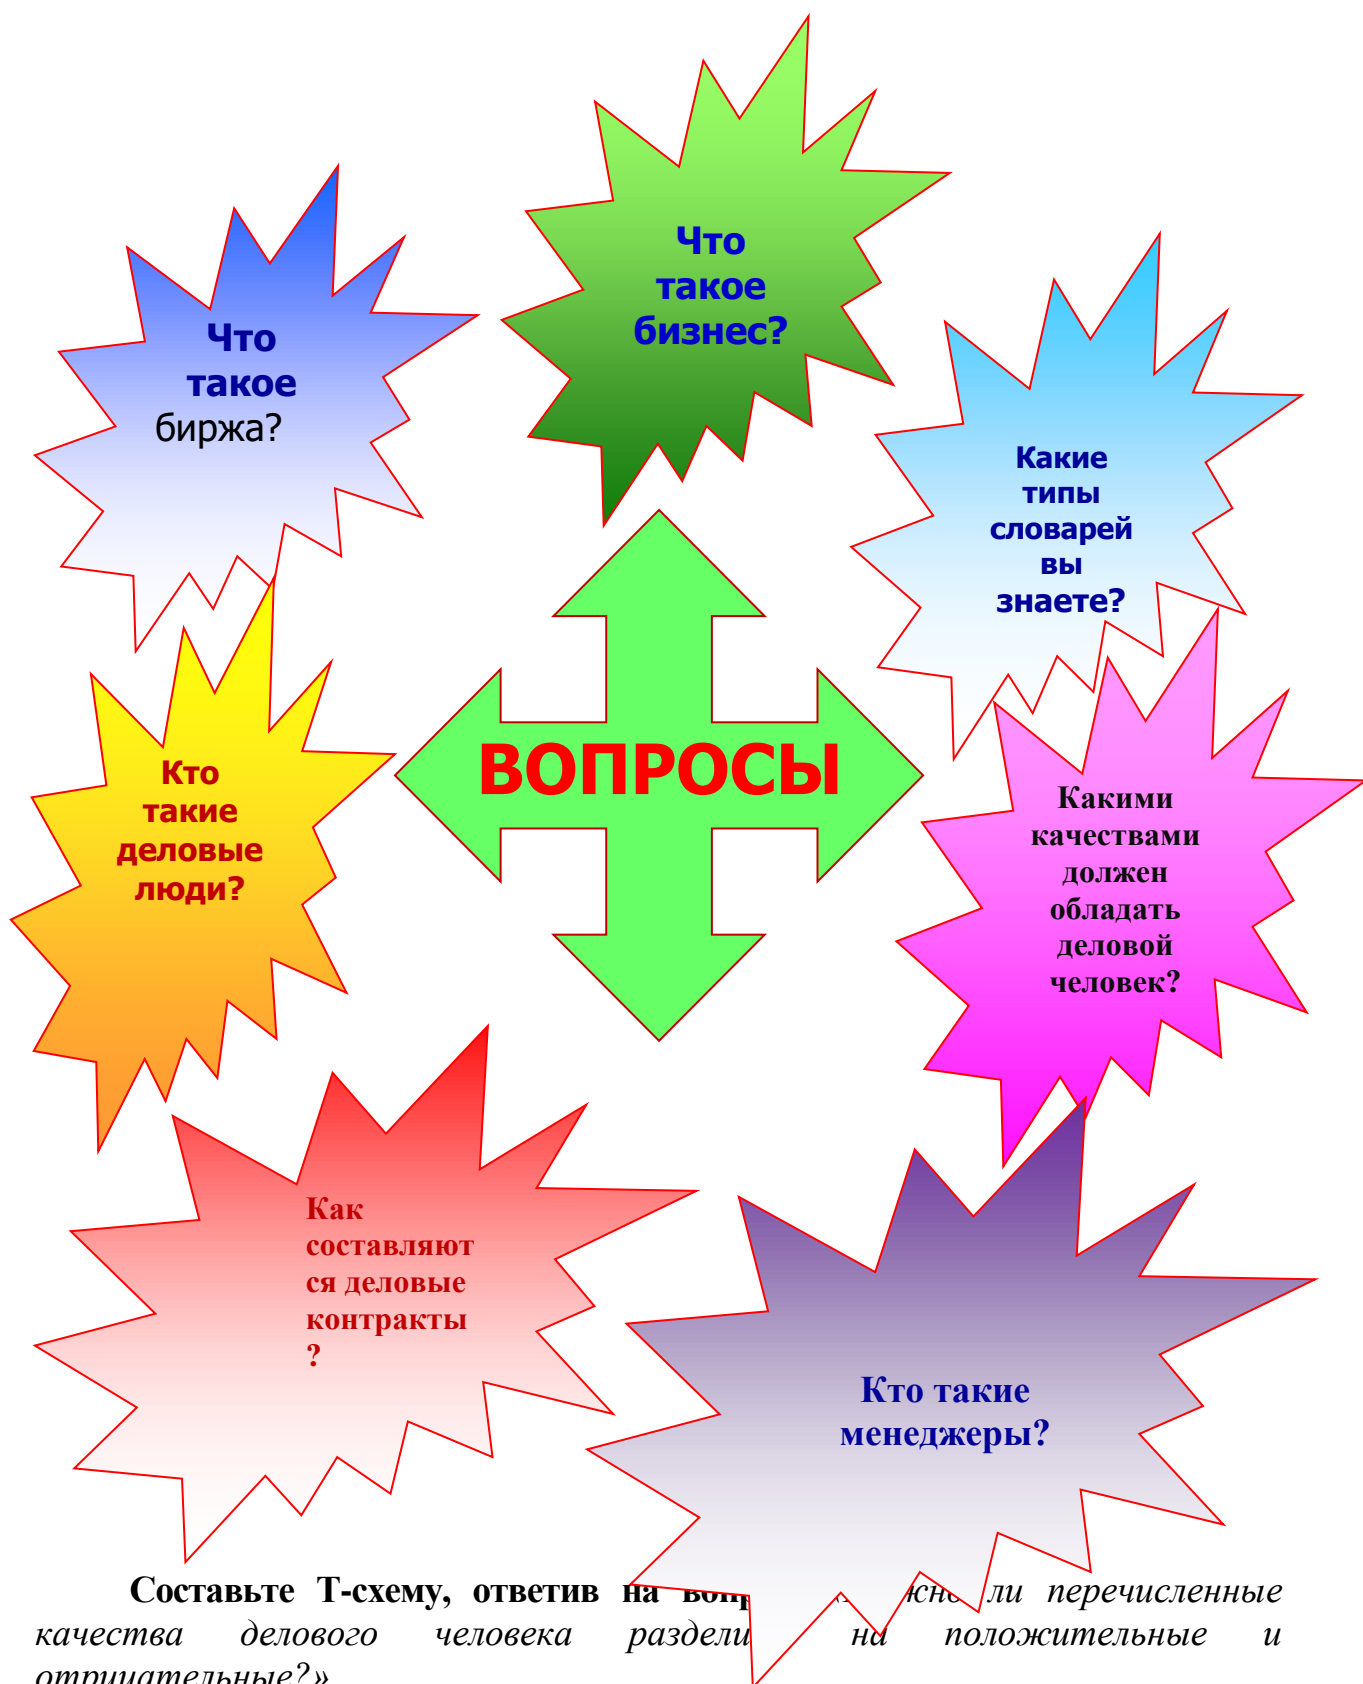 Что
такое
бизнес?
Что
такое
биржа?
Какие
типы
словарей
вы
знаете?
ВОПРОСЫ
Кто
такие
деловые
люди?
Какими
качествами
должен
обладать
деловой
человек?
Как
составляют
ся деловые
контракты
?
Кто такие
менеджеры?
Составьте Т-схему, ответив на ли перечисленные
качества делового человека на положительные и
отрицательные?»